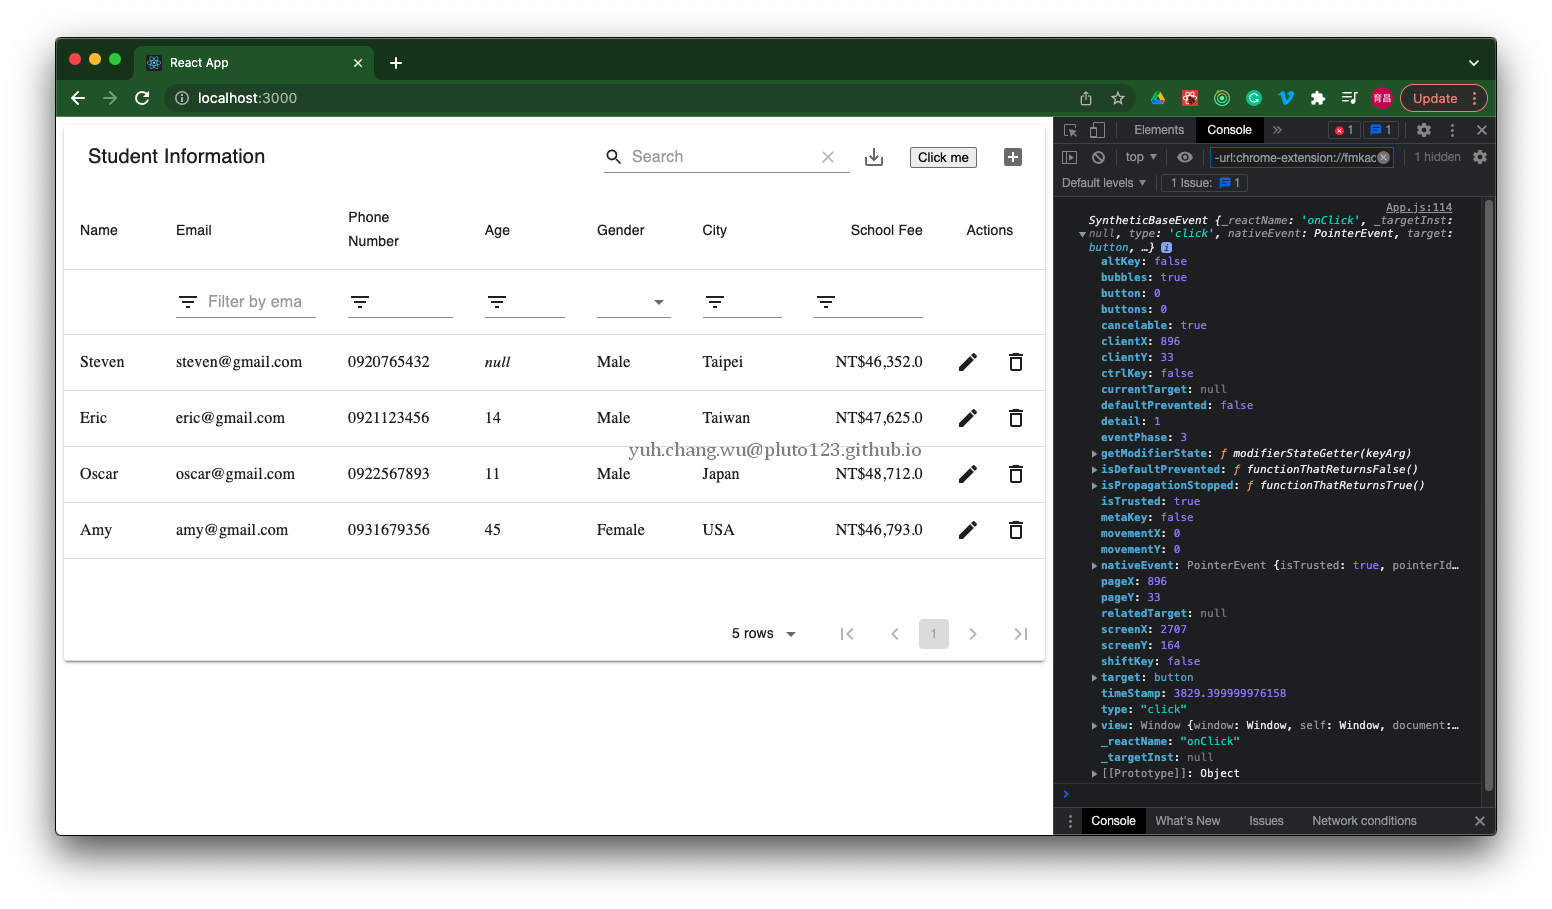 React App
localhost:3000
育昌
Update
Student Information
Search
Click me
Name Email Phone Number Age Gender City School Fee Actions
Filter by ema
Steven steven@gmail.com 0920765432 null Male Taipei NT$46,352.0
Eric eric@gmail.com 0921123456 14 Male Taiwan NT$47,625.0
yuh.chang.wu@pluto123.github.io
Oscar oscar@gmail.com 0922567893 11 Male Japan NT$48,712.0
Amy amy@gmail.com 0931679356 45 Female USA NT$46,793.0
5 rows 1
Elements Console 1 1
top -url:chrome-extension://fmkac 1 hidden
Default levels 1 Issue: 1
App.js:114
SyntheticBaseEvent {_reactName: 'onClick', _targetInst:
null, type: 'click', nativeEvent: PointerEvent, target:
button, …} i
altKey: false
bubbles: true
button: 0
buttons: 0
cancelable: true
clientX: 896
clientY: 33
ctrlKey: false
currentTarget: null
defaultPrevented: false
detail: 1
eventPhase: 3
getModifierState: ƒ modifierStateGetter(keyArg)
isDefaultPrevented: ƒ functionThatReturnsFalse()
isPropagationStopped: ƒ functionThatReturnsTrue()
isTrusted: true
metaKey: false
movementX: 0
movementY: 0
nativeEvent: PointerEvent {isTrusted: true, pointerId…
pageX: 896
pageY: 33
relatedTarget: null
screenX: 2707
screenY: 164
shiftKey: false
target: button
timeStamp: 3829.399999976158
type: "click"
view: Window {window: Window, self: Window, document:…
_reactName: "onClick"
_targetInst: null
[[Prototype]]: Object
Console What's New Issues Network conditions